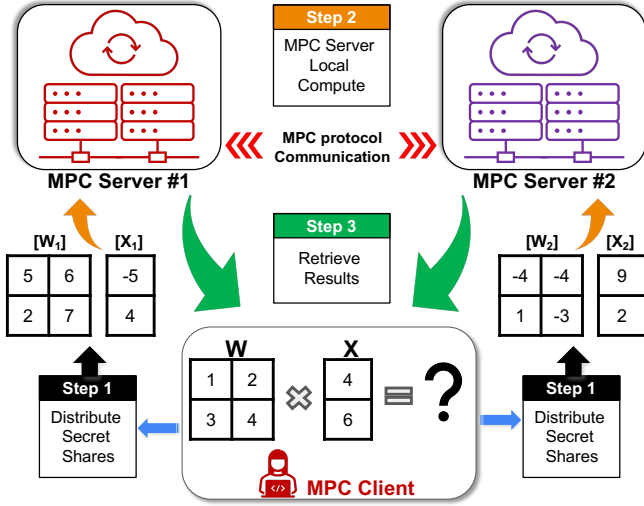 Step 2
MPC Server
Local
Compute
MPC protocol
Communication
MPC Server #1
MPC Server #2
[W₁] [X₁]
5 6 -5
2 7 4
Step 3
Retrieve
Results
[W₂] [X₂]
-4 -4 9
1 -3 2
Step 1
Distribute
Secret
Shares
W X
1 2 × 4 = ?
3 4 6
</> MPC Client
Step 1
Distribute
Secret
Shares